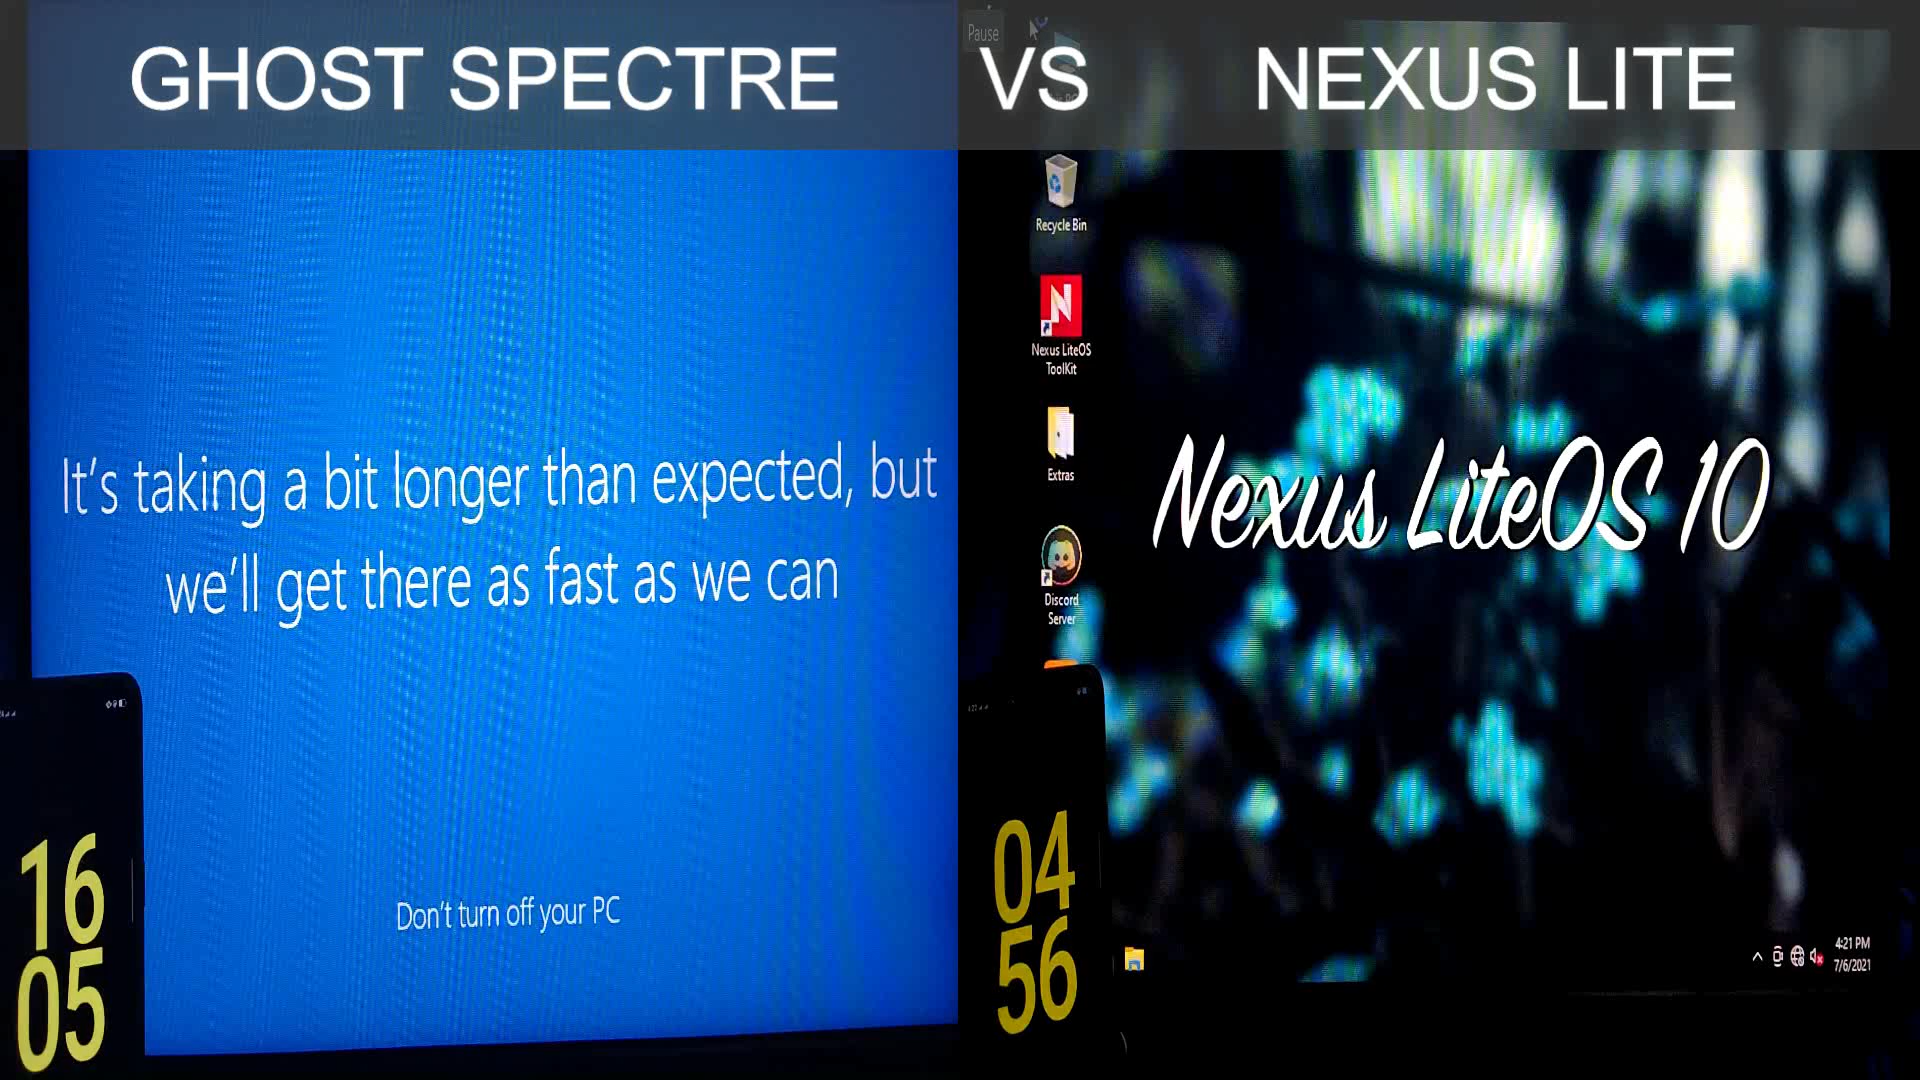 GHOST SPECTRE VS NEXUS LITE
It's taking a bit longer than expected, but
we'll get there as fast as we can
Don't turn off your PC
16
05
Pause
Recycle Bin
Nexus LiteOS
ToolKit
Extras
Discord
Server
Nexus LiteOS 10
04
56
4:21 PM
7/6/2021